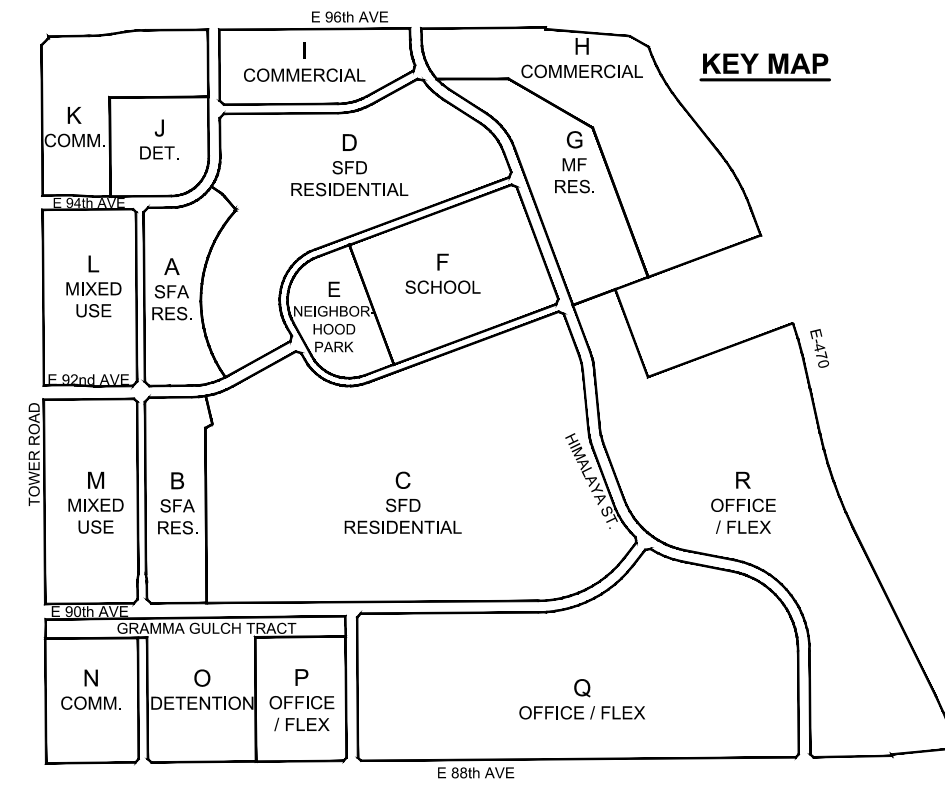 E 96th AVE
KEY MAP
I
COMMERCIAL
H
COMMERCIAL
K
COMM.
J
DET.
D
SFD
RESIDENTIAL
G
MF
RES.
E 94th AVE
L
MIXED
USE
A
SFA
RES.
E
NEIGHBOR-
HOOD
PARK
F
SCHOOL
E-470
E 92nd AVE
TOWER ROAD
M
MIXED
USE
B
SFA
RES.
C
SFD
RESIDENTIAL
HIMALAYA ST.
R
OFFICE
/ FLEX
E 90th AVE
GRAMMA GULCH TRACT
N
COMM.
O
DETENTION
P
OFFICE
/ FLEX
Q
OFFICE / FLEX
E 88th AVE